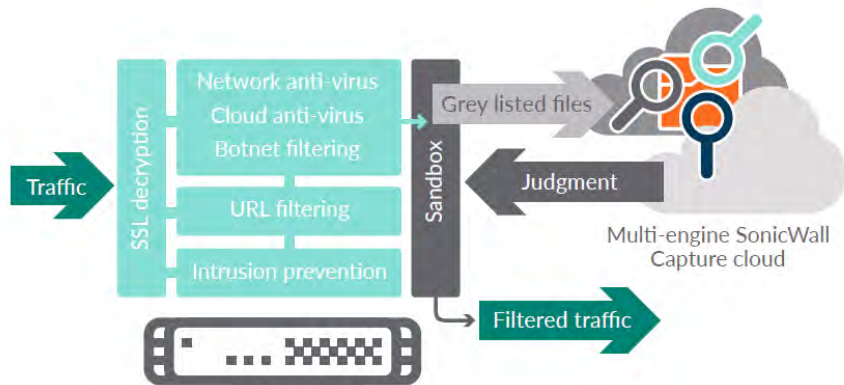 Traffic
SSL decryption
Network anti-virus
Cloud anti-virus
Botnet filtering
URL filtering
Intrusion prevention
Sandbox
Grey listed files
Judgment
Multi-engine SonicWall
Capture cloud
Filtered traffic